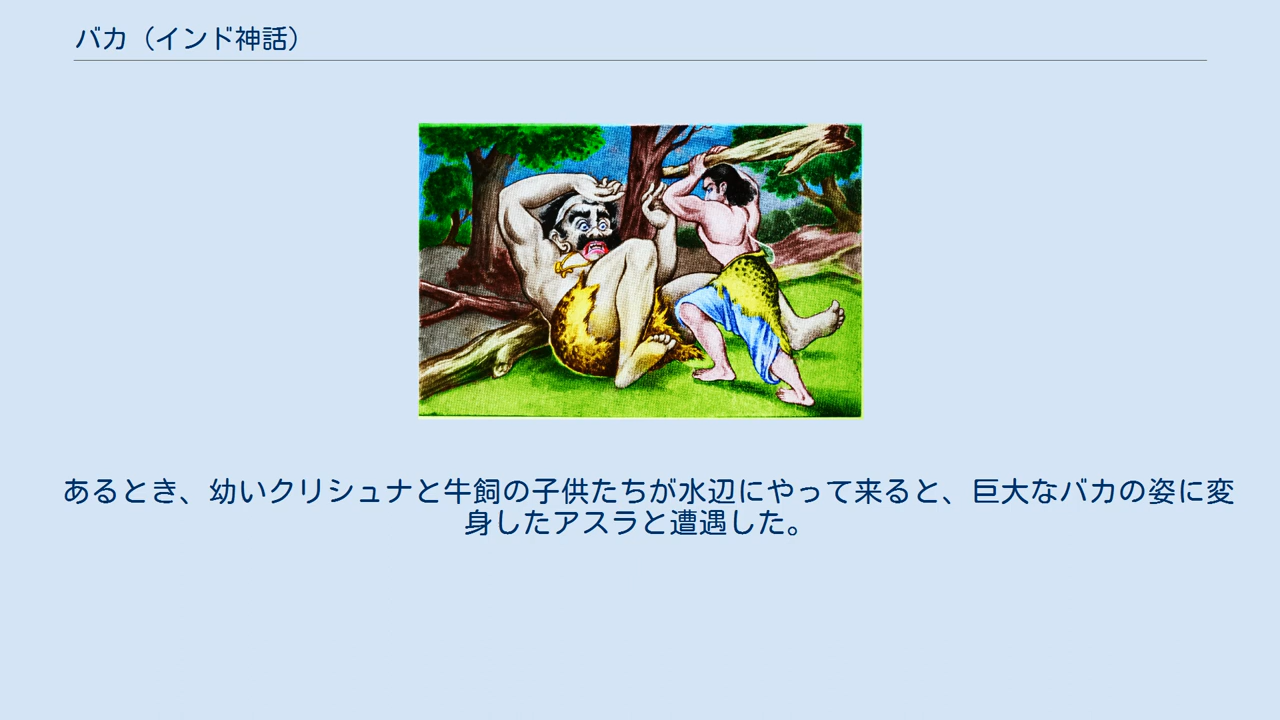 バカ（インド神話）
あるとき、幼いクリシュナと牛飼の子供たちが水辺にやって来ると、巨大なバカの姿に変
身したアスラと遭遇した。